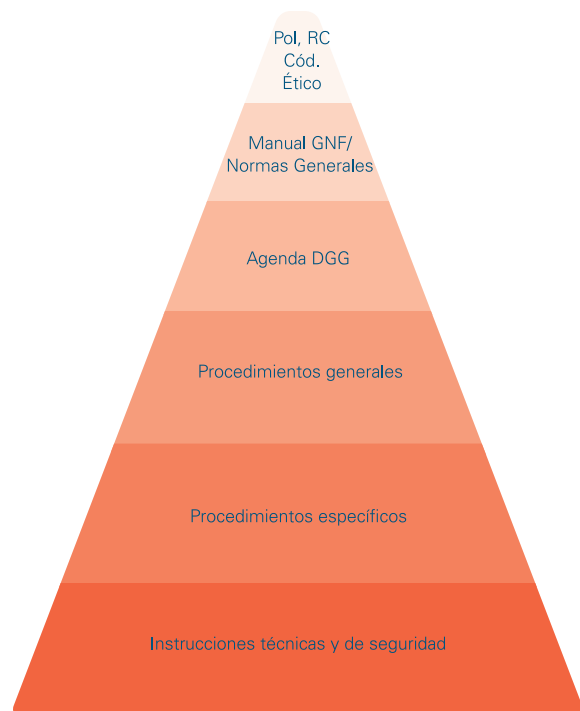 Pol, RC
Cód.
Ético
Manual GNF/
Normas Generales
Agenda DGG
Procedimientos generales
Procedimientos específicos
Instrucciones técnicas y de seguridad